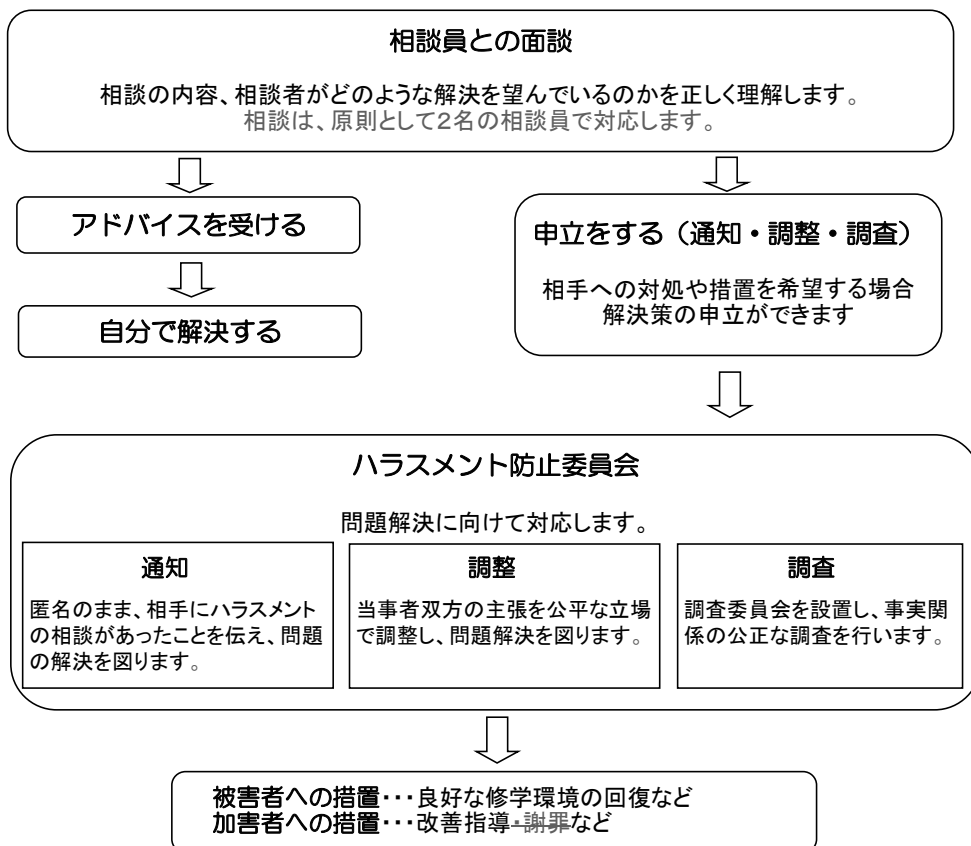 相談員との面談
相談の内容、相談者がどのような解決を望んでいるのかを正しく理解します。
相談は、原則として２名の相談員で対応します。
アドバイスを受ける
自分で解決する
申立をする（通知・調整・調査）
相手への対処や措置を希望する場合
解決策の申立ができます
ハラスメント防止委員会
問題解決に向けて対応します。
通知
匿名のまま、相手にハラスメント
の相談があったことを伝え、問題
の解決を図ります。
調整
当事者双方の主張を公平な立場
で調整し、問題解決を図ります。
調査
調査委員会を設置し、事実関
係の公正な調査を行います。
被害者への措置・・・良好な修学環境の回復など
加害者への措置・・・改善指導・謝罪など